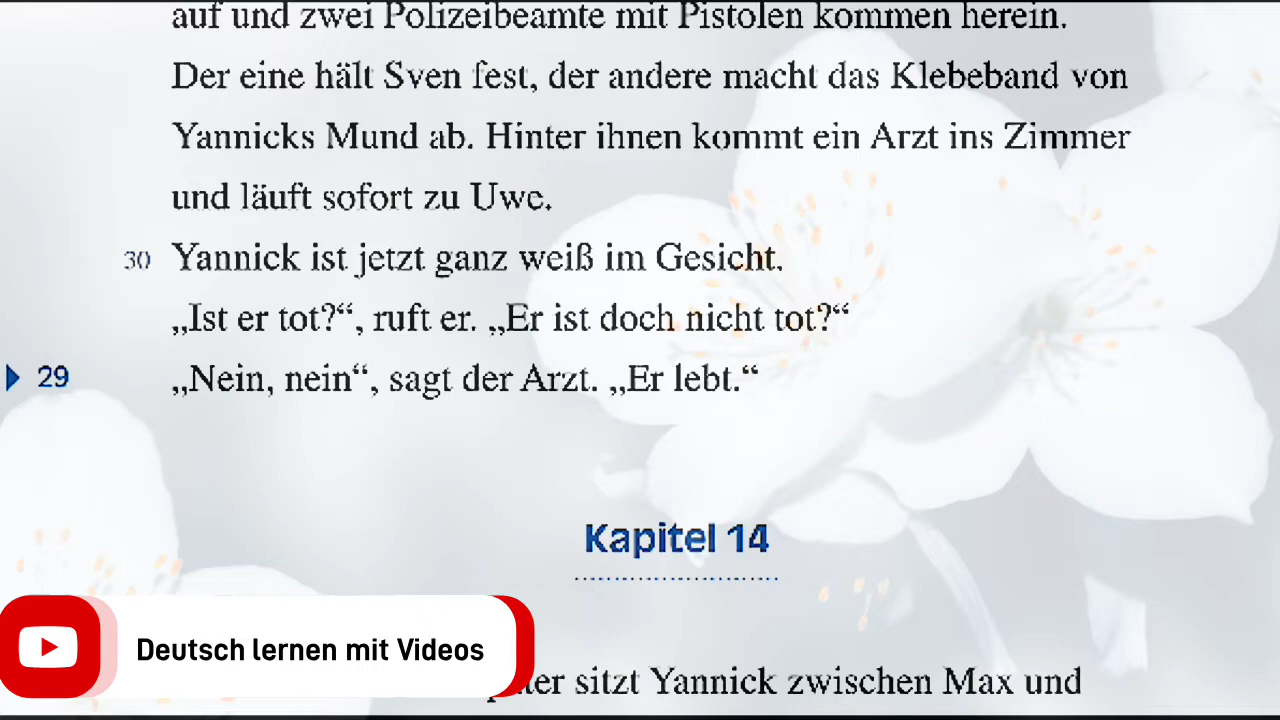 auf und zwei Polizeibeamte mit Pistolen kommen herein.
Der eine hält Sven fest, der andere macht das Klebeband von
Yannicks Mund ab. Hinter ihnen kommt ein Arzt ins Zimmer
und läuft sofort zu Uwe.
30 Yannick ist jetzt ganz weiß im Gesicht.
„Ist er tot?“, ruft er. „Er ist doch nicht tot?“
29 „Nein, nein“, sagt der Arzt. „Er lebt.“
Kapitel 14
Deutsch lernen mit Videos
sitzt Yannick zwischen Max und